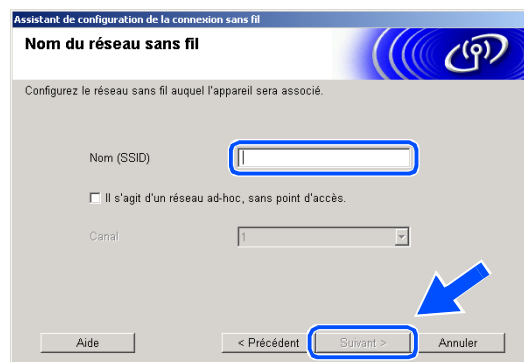 Assistant de configuration de la connexion sans fil
Nom du réseau sans fil
Configurez le réseau sans fil auquel l'appareil sera associé.
Nom (SSID)
Il s'agit d'un réseau ad-hoc, sans point d'accès.
Canal 1
Aide < Précédent Suivant > Annuler